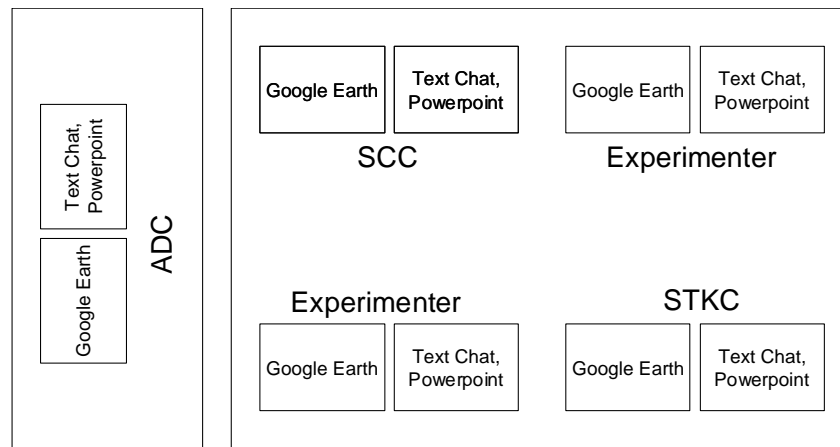 Text Chat,
Powerpoint
Google Earth
ADC
Google Earth
Text Chat,
Powerpoint
SCC
Google Earth
Text Chat,
Powerpoint
Experimenter
Experimenter
Google Earth
Text Chat,
Powerpoint
STKC
Google Earth
Text Chat,
Powerpoint